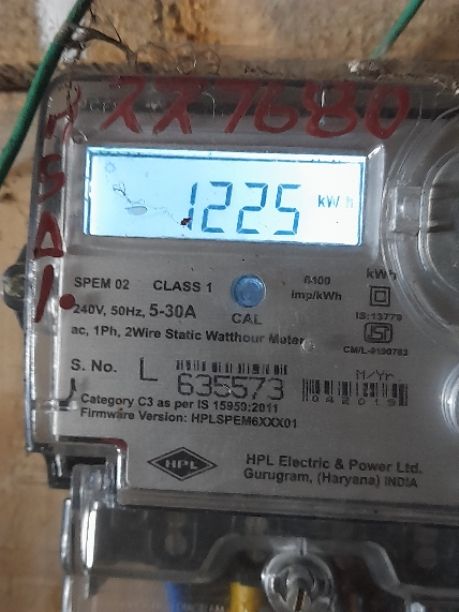 1225 kWh
SPEM 02 CLASS 1
240V, 50Hz, 5-30A
CAL
imp/kWh
kWh
IS:13779
ac, 1Ph, 2Wire Static Watthour Meter
CM/L-9190783
S. No. L 635573
M/Yr
042019
Category C3 as per IS 15959:2011
Firmware Version: HPLSPEM6XXX01
HPL
HPL Electric & Power Ltd.
Gurugram, (Haryana) INDIA